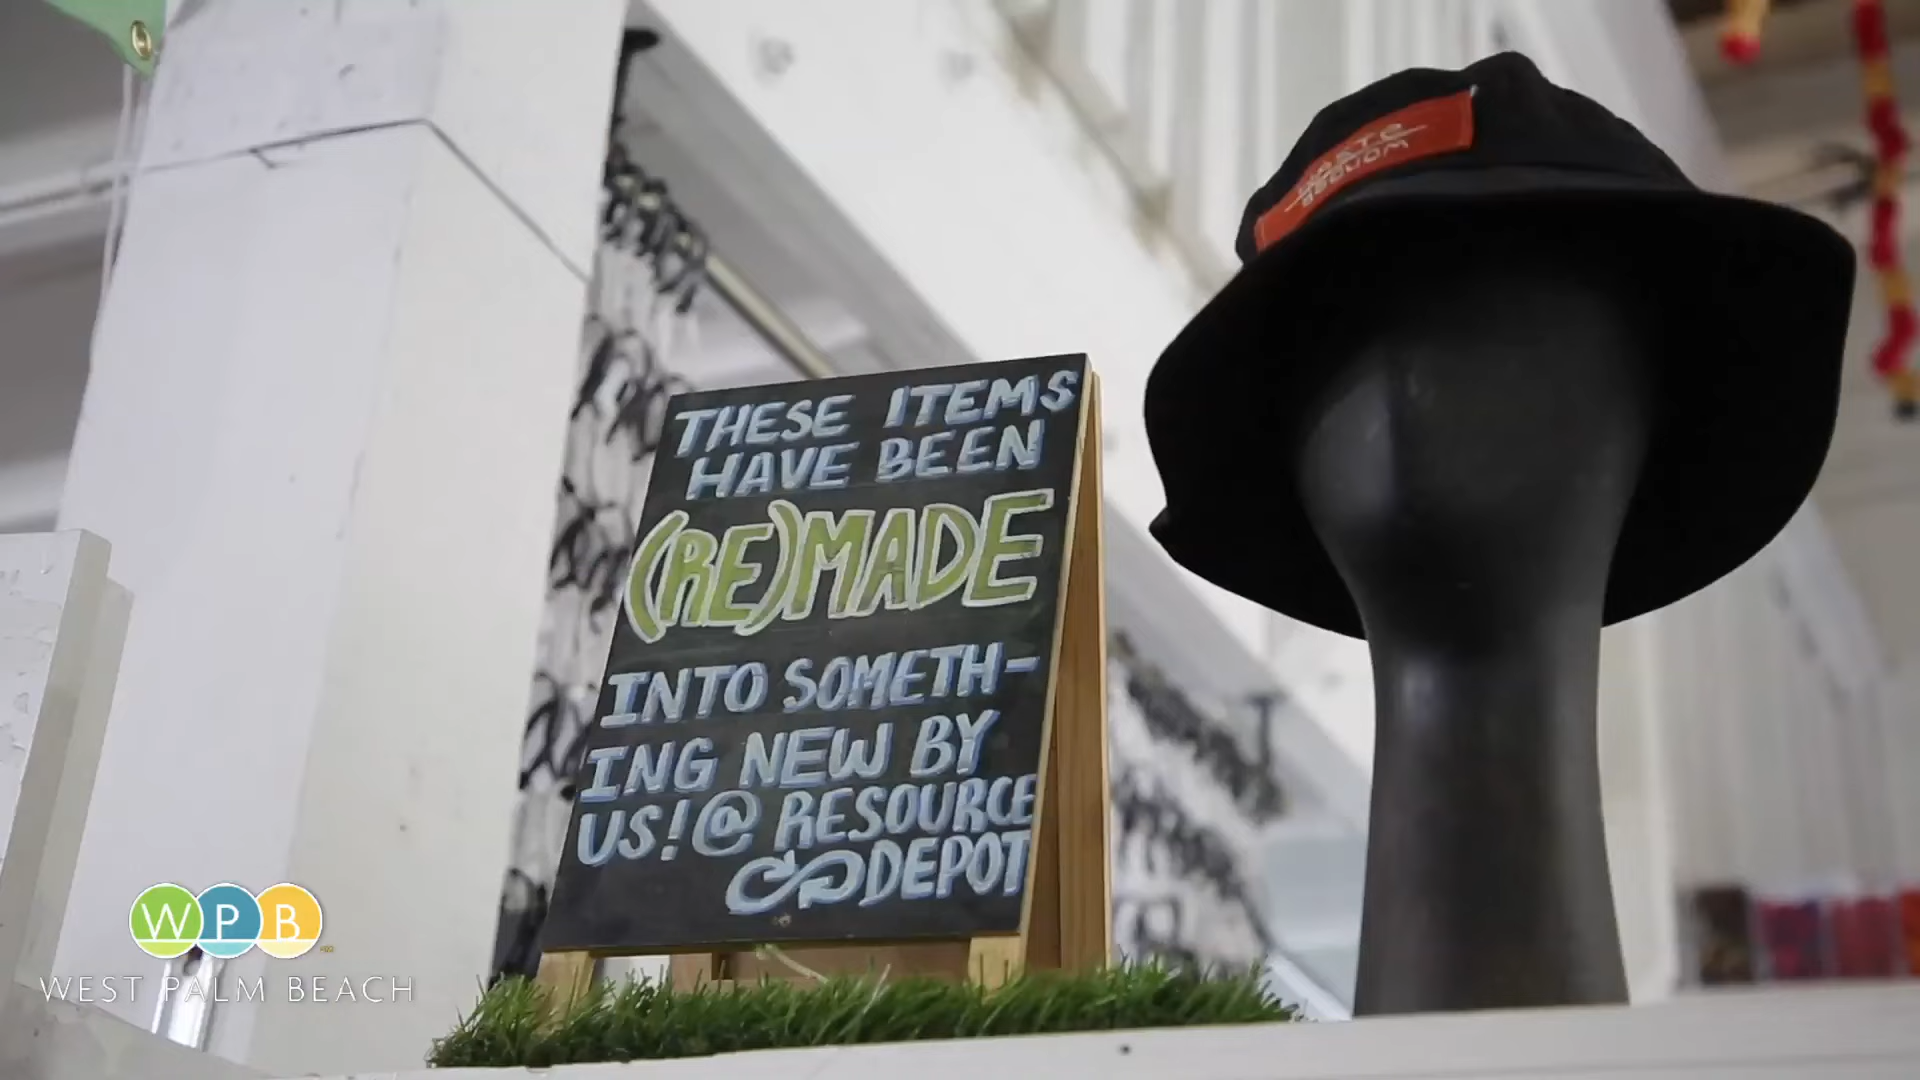 THESE ITEMS
HAVE BEEN
(RE)MADE
INTO SOMETH-
ING NEW BY
US! @ RESOURCE
DEPOT
WPB
WEST PALM BEACH